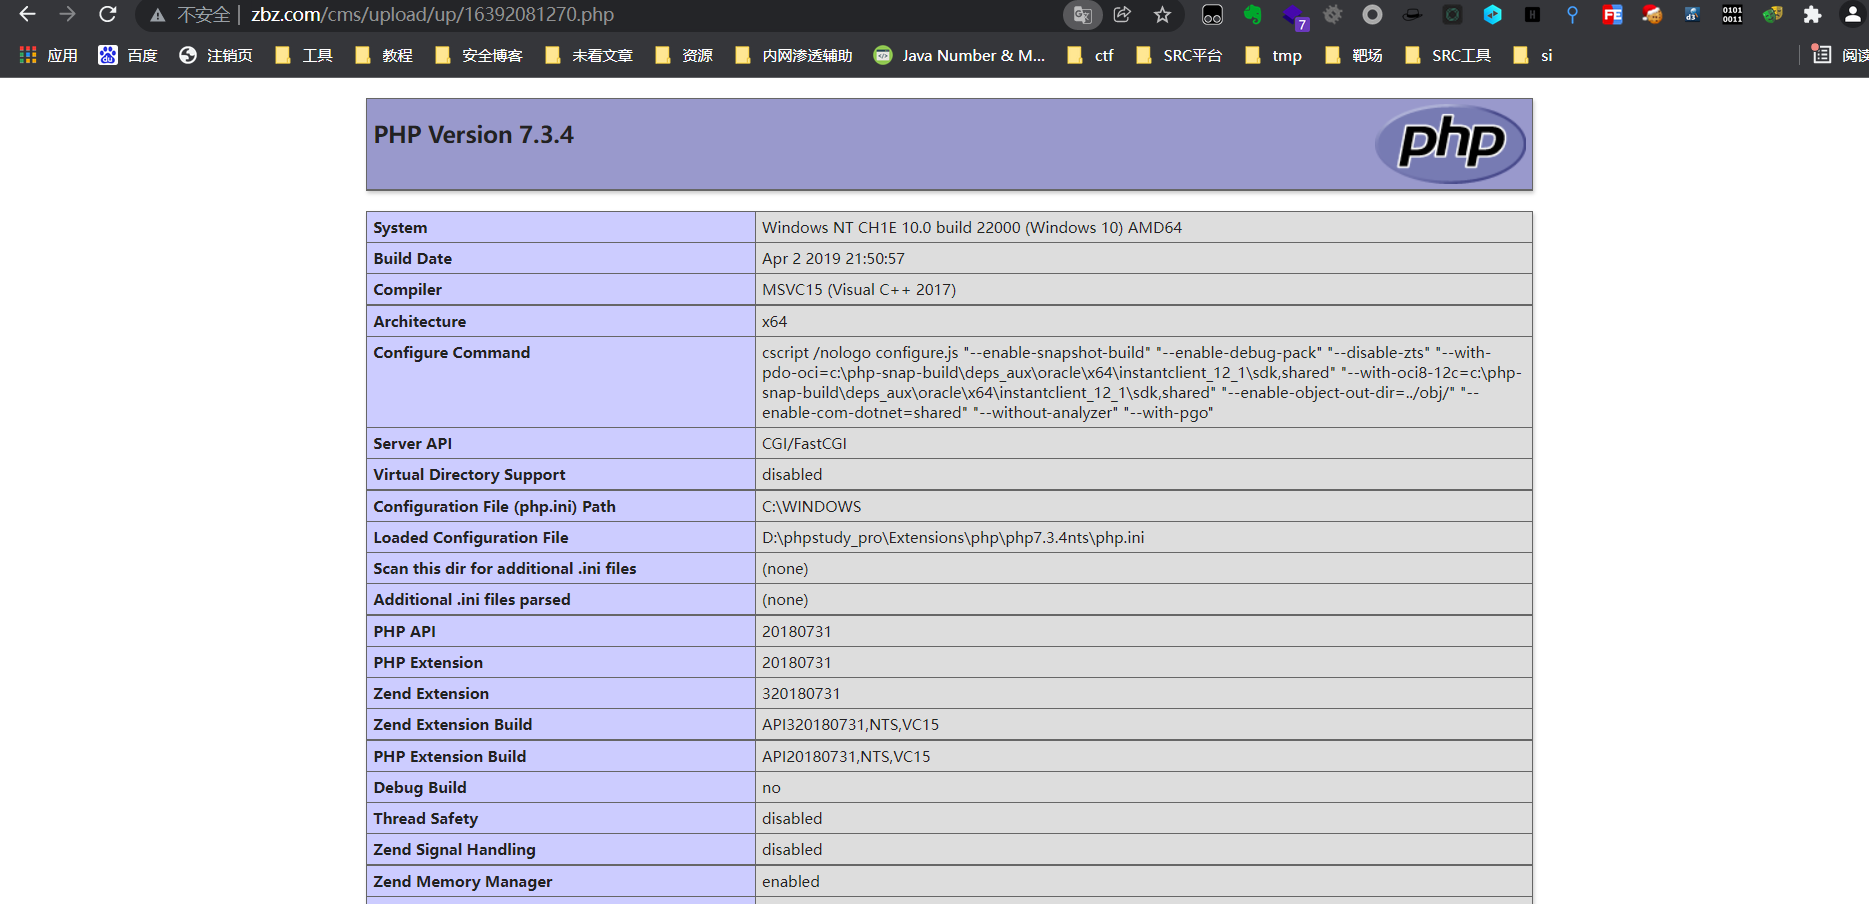 不安全 | zbz.com/cms/upload/up/16392081270.php
7
FE
d3
0101
0011
应用 百度 注销页 工具 教程 安全博客 未看文章 资源 内网渗透辅助 Java Number & M... ctf SRC平台 tmp 靶场 SRC工具 si 阅读
PHP Version 7.3.4
php
System Windows NT CH1E 10.0 build 22000 (Windows 10) AMD64
Build Date Apr 2 2019 21:50:57
Compiler MSVC15 (Visual C++ 2017)
Architecture x64
Configure Command cscript /nologo configure.js "--enable-snapshot-build" "--enable-debug-pack" "--disable-zts" "--with-
pdo-oci=c:\php-snap-build\deps_aux\oracle\x64\instantclient_12_1\sdk,shared" "--with-oci8-12c=c:\php-
snap-build\deps_aux\oracle\x64\instantclient_12_1\sdk,shared" "--enable-object-out-dir=../obj/" "--
enable-com-dotnet=shared" "--without-analyzer" "--with-pgo"
Server API CGI/FastCGI
Virtual Directory Support disabled
Configuration File (php.ini) Path C:\WINDOWS
Loaded Configuration File D:\phpstudy_pro\Extensions\php\php7.3.4nts\php.ini
Scan this dir for additional .ini files (none)
Additional .ini files parsed (none)
PHP API 20180731
PHP Extension 20180731
Zend Extension 320180731
Zend Extension Build API320180731,NTS,VC15
PHP Extension Build API20180731,NTS,VC15
Debug Build no
Thread Safety disabled
Zend Signal Handling disabled
Zend Memory Manager enabled